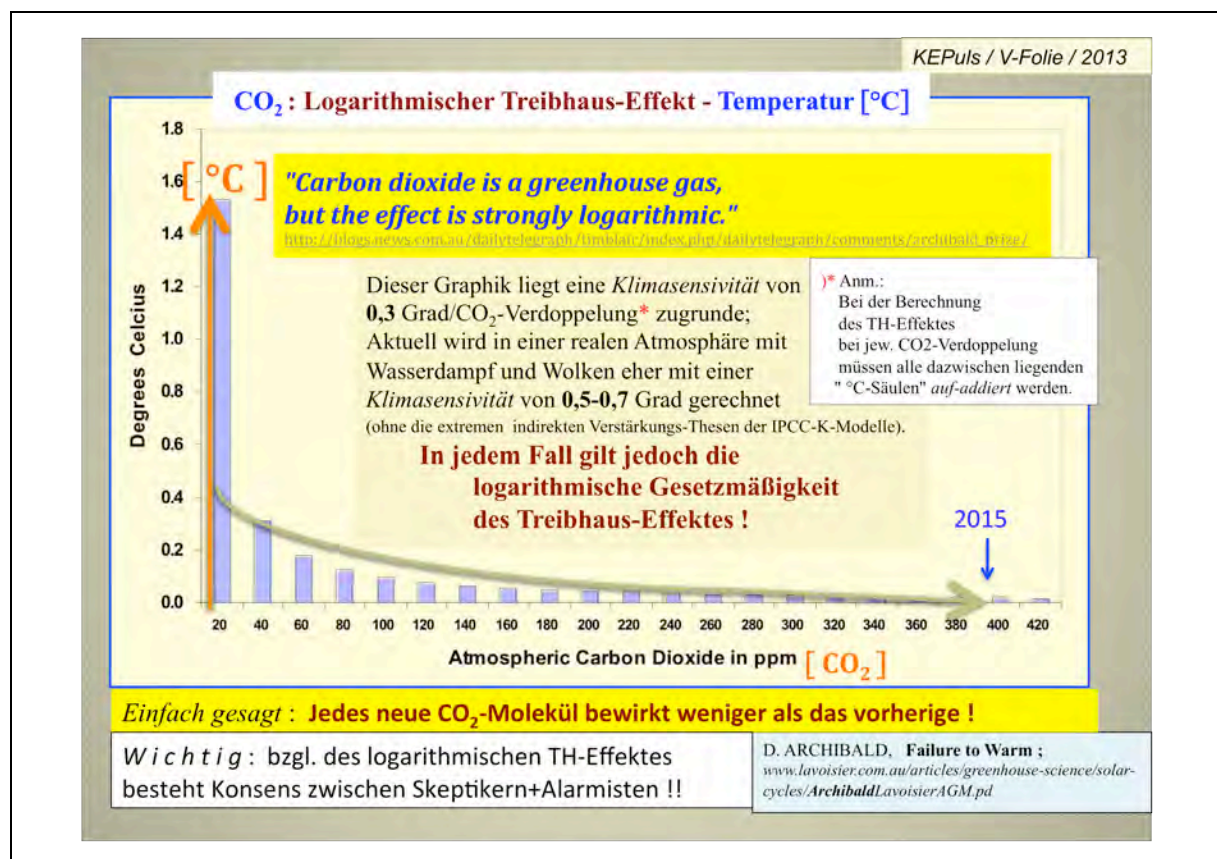 KEPuls / V-Folie / 2013
CO₂ : Logarithmischer Treibhaus-Effekt - Temperatur [°C]
1.8
1.6
1.4
1.2
1.0
0.8
0.6
0.4
0.2
0.0
Degrees Celcius
[ °C ]
"Carbon dioxide is a greenhouse gas,
but the effect is strongly logarithmic."
http://blogs.news.com.au/dailytelegraph/timblair/index.php/dailytelegraph/comments/archibald_prize/
Dieser Graphik liegt eine Klimasensivität von
0,3 Grad/CO₂-Verdoppelung* zugrunde;
Aktuell wird in einer realen Atmosphäre mit
Wasserdampf und Wolken eher mit einer
Klimasensivität von 0,5-0,7 Grad gerechnet
(ohne die extremen indirekten Verstärkungs-Thesen der IPCC-K-Modelle).
In jedem Fall gilt jedoch die
logarithmische Gesetzmäßigkeit
des Treibhaus-Effektes !
)* Anm.:
Bei der Berechnung
des TH-Effektes
bei jew. CO2-Verdoppelung
müssen alle dazwischen liegenden
" °C-Säulen" auf-addiert werden.
2015
20 40 60 80 100 120 140 160 180 200 220 240 260 280 300 320 340 360 380 400 420
Atmospheric Carbon Dioxide in ppm [ CO₂ ]
Einfach gesagt : Jedes neue CO₂-Molekül bewirkt weniger als das vorherige !
W i c h t i g : bzgl. des logarithmischen TH-Effektes
besteht Konsens zwischen Skeptikern+Alarmisten !!
D. ARCHIBALD, Failure to Warm ;
www.lavoisier.com.au/articles/greenhouse-science/solar-
cycles/ArchibaldLavoisierAGM.pd